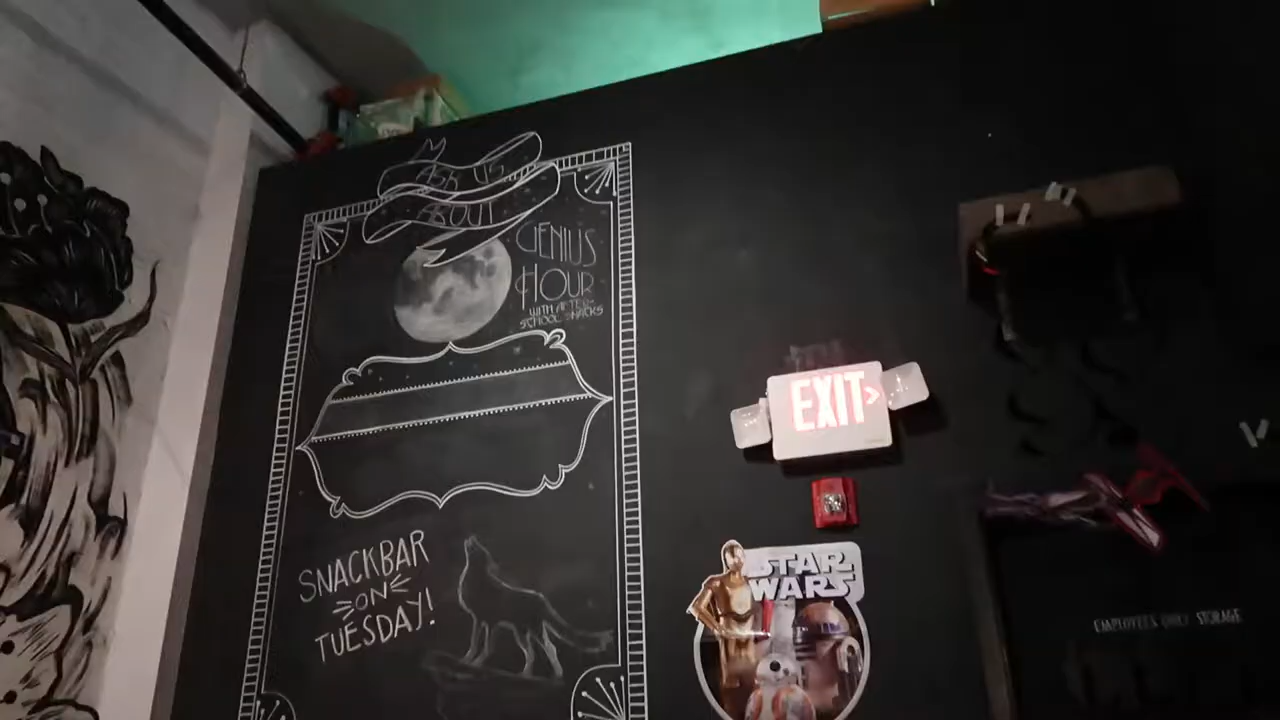 ASK US
ABOUT
GENIUS
HOUR
WITH AFTER-
SCHOOL SNACKS
SNACKBAR
ON
TUESDAY!
EXIT
STAR
WARS
EMPLOYEES ONLY STORAGE